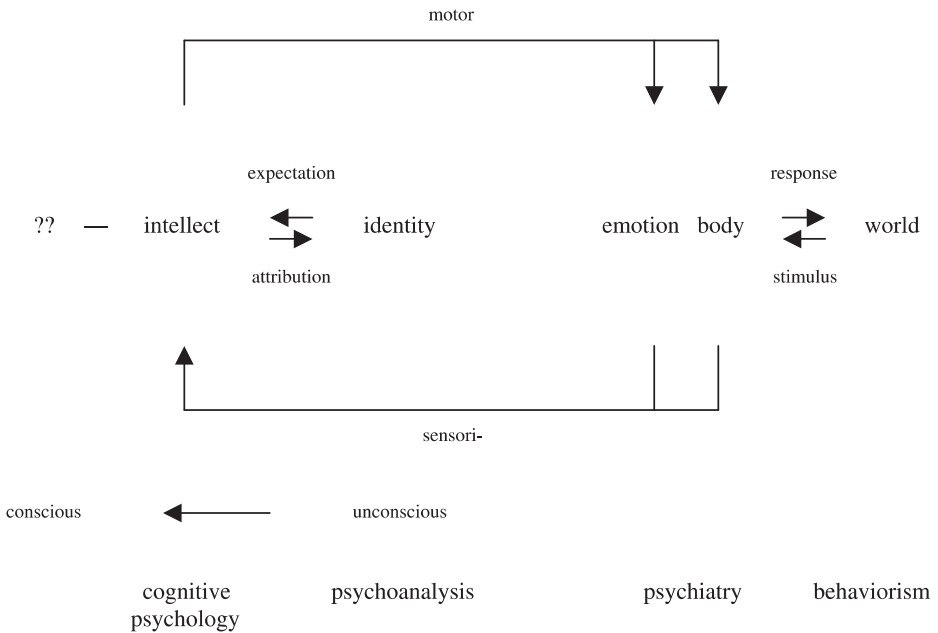 motor
expectation
response
?? — intellect identity emotion body world
attribution
stimulus
sensori-
conscious unconscious
cognitive psychology
psychoanalysis
psychiatry
behaviorism